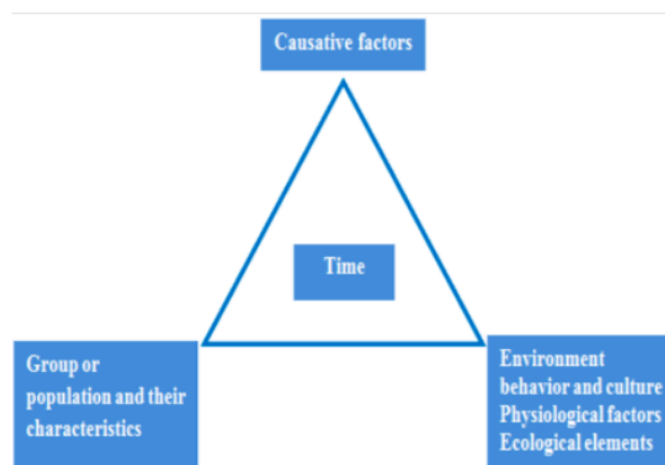 Causative factors
Time
Group or
population and their
characteristics
Environment
behavior and culture
Physiological factors
Ecological elements